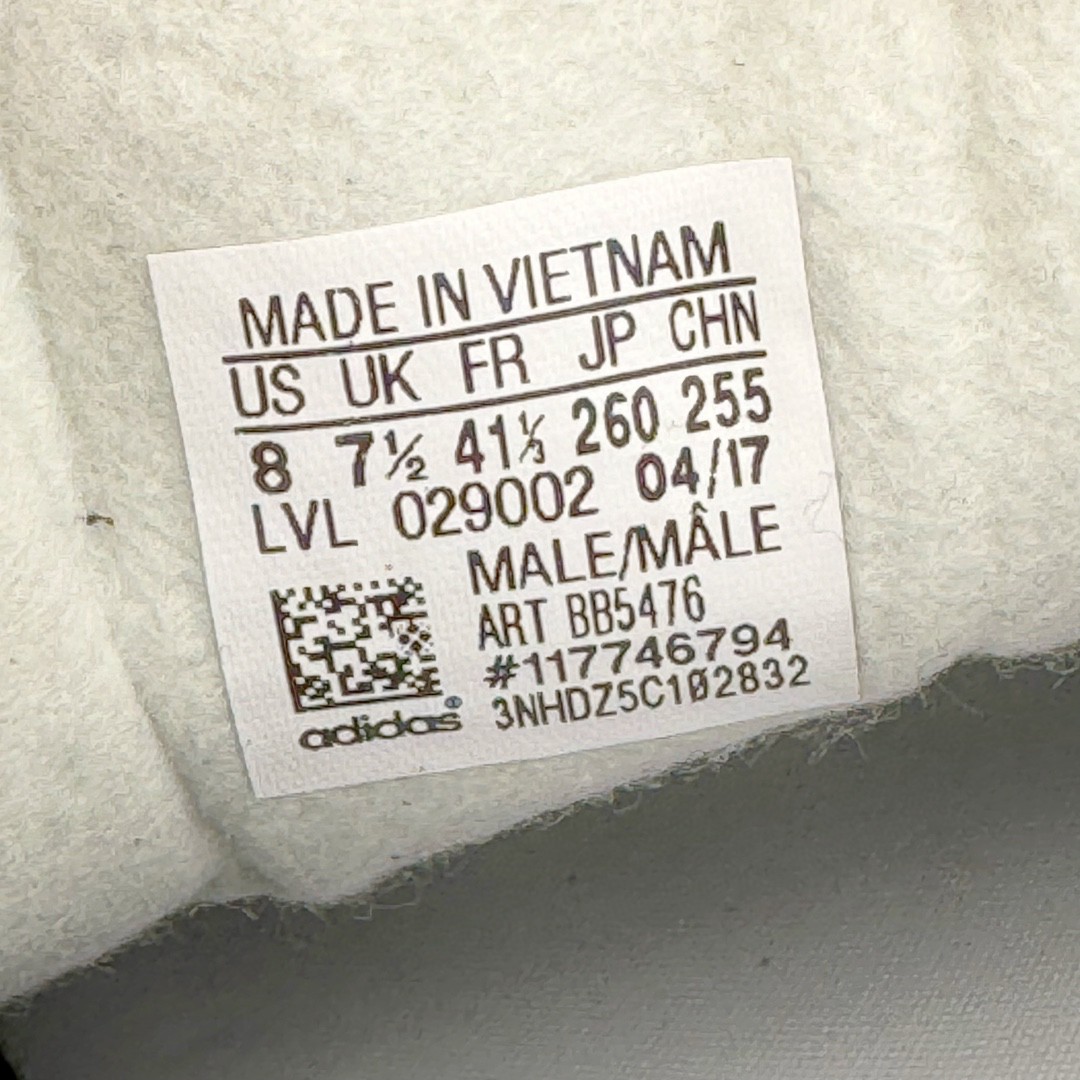 MADE IN VIETNAM
US UK FR JP CHN
8 7½ 41⅓ 260 255
LVL 029002 04/17
MALE/MÂLE
ART BB5476
#117746794
3NHDZ5C102832
adidas®